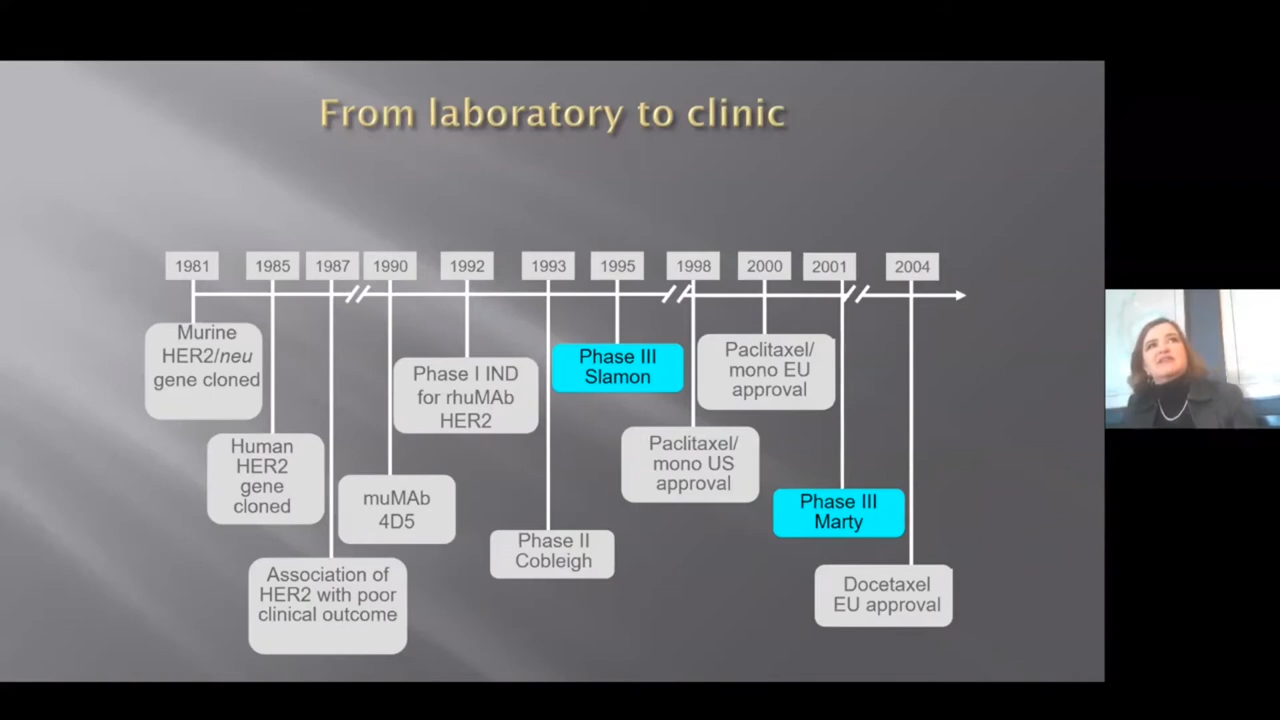 From laboratory to clinic
1981
1985
1987
1990
1992
1993
1995
1998
2000
2001
2004
Murine
HER2/neu
gene cloned
Human
HER2
gene
cloned
Association of
HER2 with poor
clinical outcome
muMAb
4D5
Phase I IND
for rhuMAb
HER2
Phase II
Cobleigh
Phase III
Slamon
Paclitaxel/
mono US
approval
Paclitaxel/
mono EU
approval
Phase III
Marty
Docetaxel
EU approval